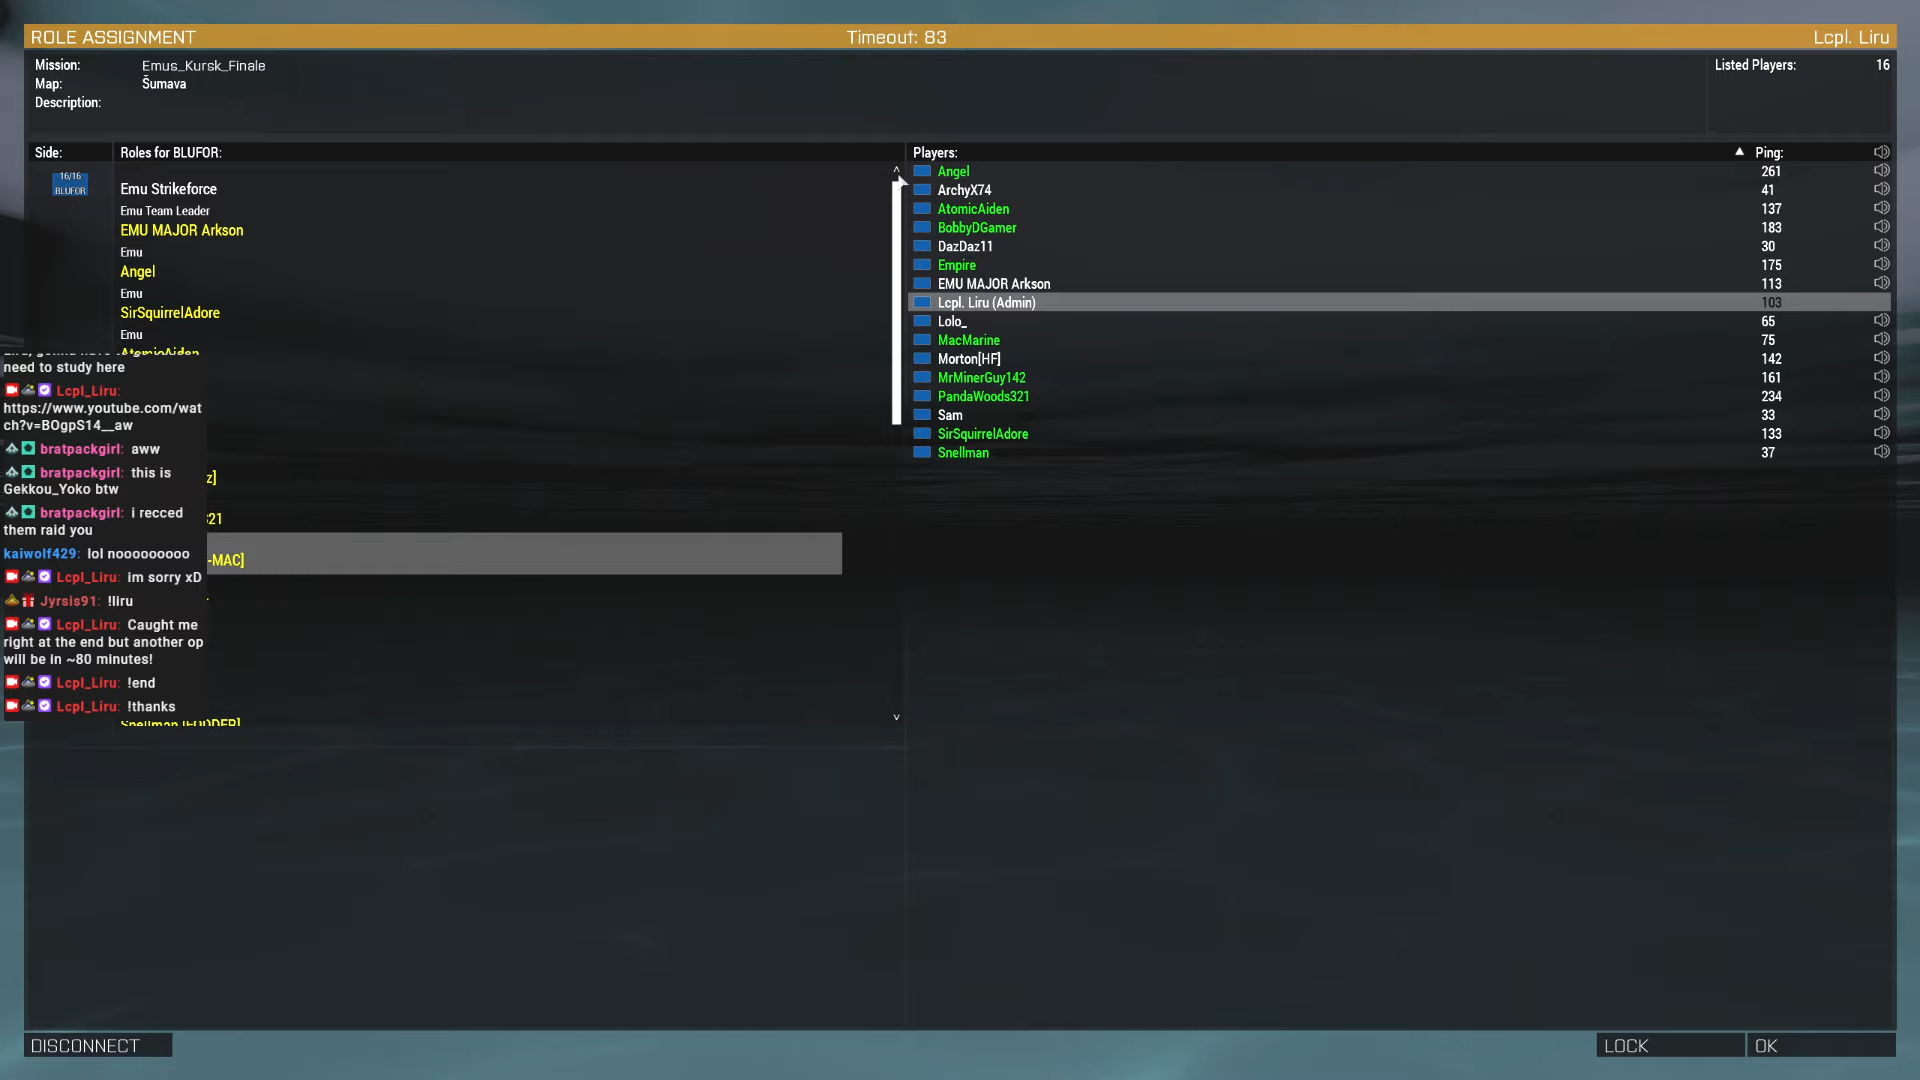 ROLE ASSIGNMENT
Timeout: 83
Lcpl. Liru
Mission: Emus_Kursk_Finale
Map: Šumava
Description:
Listed Players: 16
Side:
16/16
BLUFOR
Roles for BLUFOR:
Emu Strikeforce
Emu Team Leader
EMU MAJOR Arkson
Emu
Angel
Emu
SirSquirrelAdore
Emu
AtomicAiden
need to study here
Lcpl_Liru:
https://www.youtube.com/wat
ch?v=BOgpS14__aw
bratpackgirl: aww
bratpackgirl: this is
Gekkou_Yoko btw
bratpackgirl: i recced
them raid you
kaiwolf429: lol nooooooooo
Lcpl_Liru: im sorry xD
Jyrsis91: !liru
Lcpl_Liru: Caught me
right at the end but another op
will be in ~80 minutes!
Lcpl_Liru: !end
Lcpl_Liru: !thanks
z]
321
-MAC]
Snellman [FODDER]
Players: Ping:
Angel 261
ArchyX74 41
AtomicAiden 137
BobbyDGamer 183
DazDaz11 30
Empire 175
EMU MAJOR Arkson 113
Lcpl. Liru (Admin) 103
Lolo_ 65
MacMarine 75
Morton[HF] 142
MrMinerGuy142 161
PandaWoods321 234
Sam 33
SirSquirrelAdore 133
Snellman 37
DISCONNECT
LOCK
OK